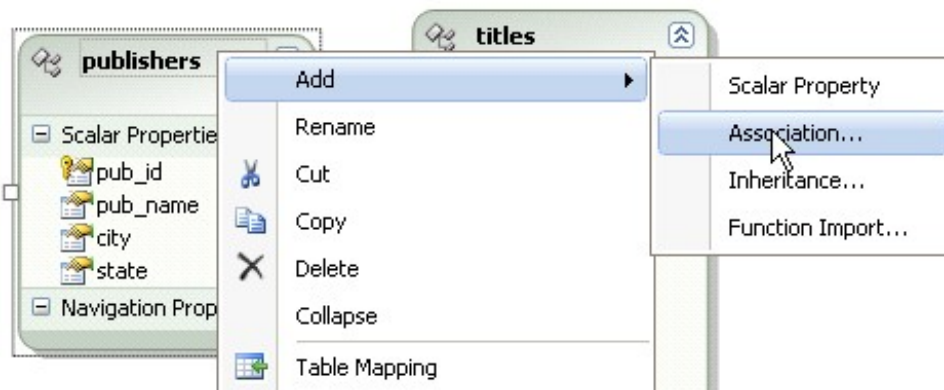 publishers
titles
Scalar Propertie
pub_id
pub_name
city
state
Navigation Prop
Add
Rename
Cut
Copy
Delete
Collapse
Table Mapping
Scalar Property
Association...
Inheritance...
Function Import...